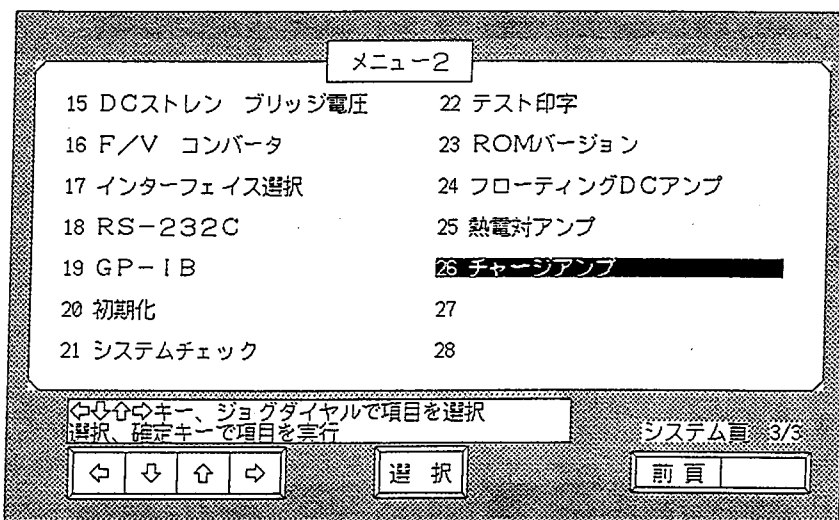 メニュー2
15 DCストレン ブリッジ電圧
16 F/V コンバータ
17 インターフェイス選択
18 RS-232C
19 GP-IB
20 初期化
21 システムチェック
22 テスト印字
23 ROMバージョン
24 フローティングDCアンプ
25 熱電対アンプ
26 チャージアンプ
27
28
⇦⇩⇧⇨キー、ジョグダイヤルで項目を選択
選択、確定キーで項目を実行
システム頁 3/3
⇦ ⇩ ⇧ ⇨
選 択
前 頁